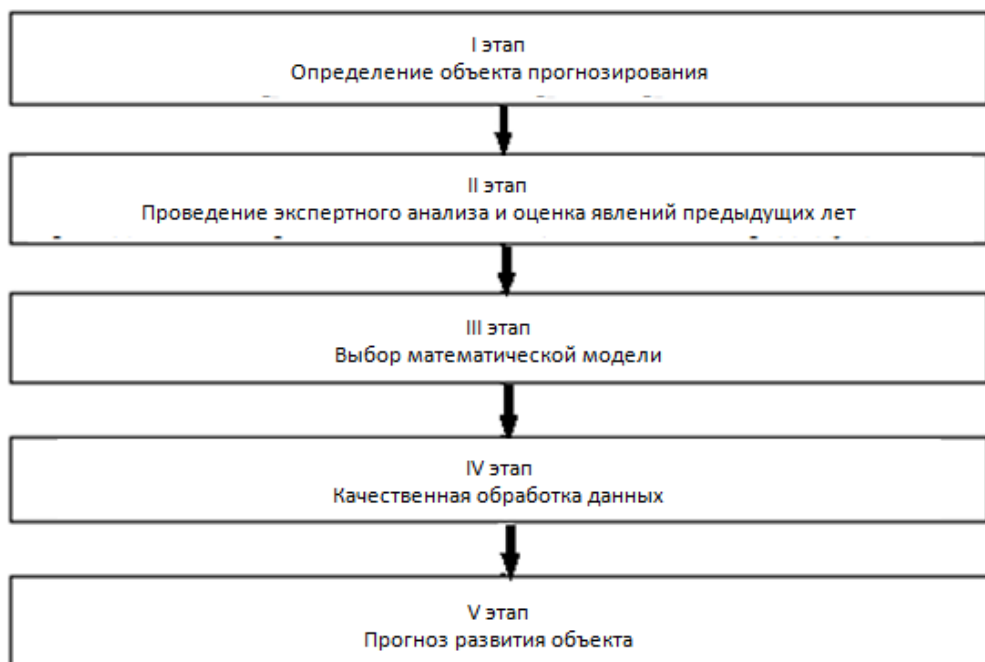 I этап
Определение объекта прогнозирования
II этап
Проведение экспертного анализа и оценка явлений предыдущих лет
III этап
Выбор математической модели
IV этап
Качественная обработка данных
V этап
Прогноз развития объекта